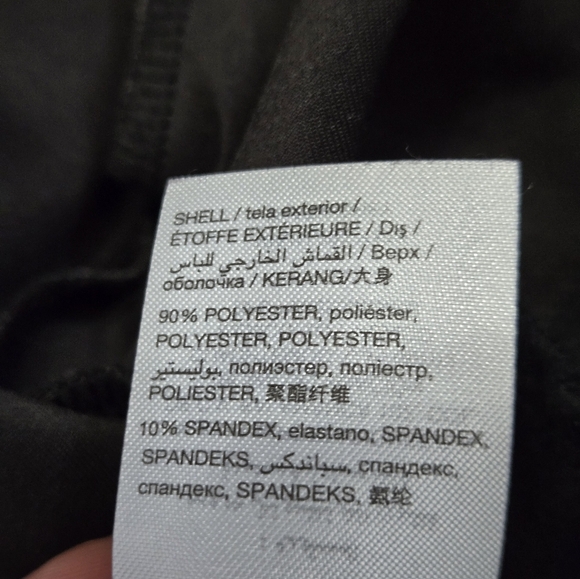 SHELL / tela exterior /
ÉTOFFE EXTÉRIEURE / Dış /
القماش الخارجي للباس / Верх /
оболочка / KERANG/大身
90% POLYESTER, poliéster,
POLYESTER, POLYESTER,
بوليستير, полиэстер, поліестр,
POLIESTER, 聚酯纤维
10% SPANDEX, elastano, SPANDEX,
SPANDEKS, سباندكس, спандекс,
спандекс, SPANDEKS, 氨纶